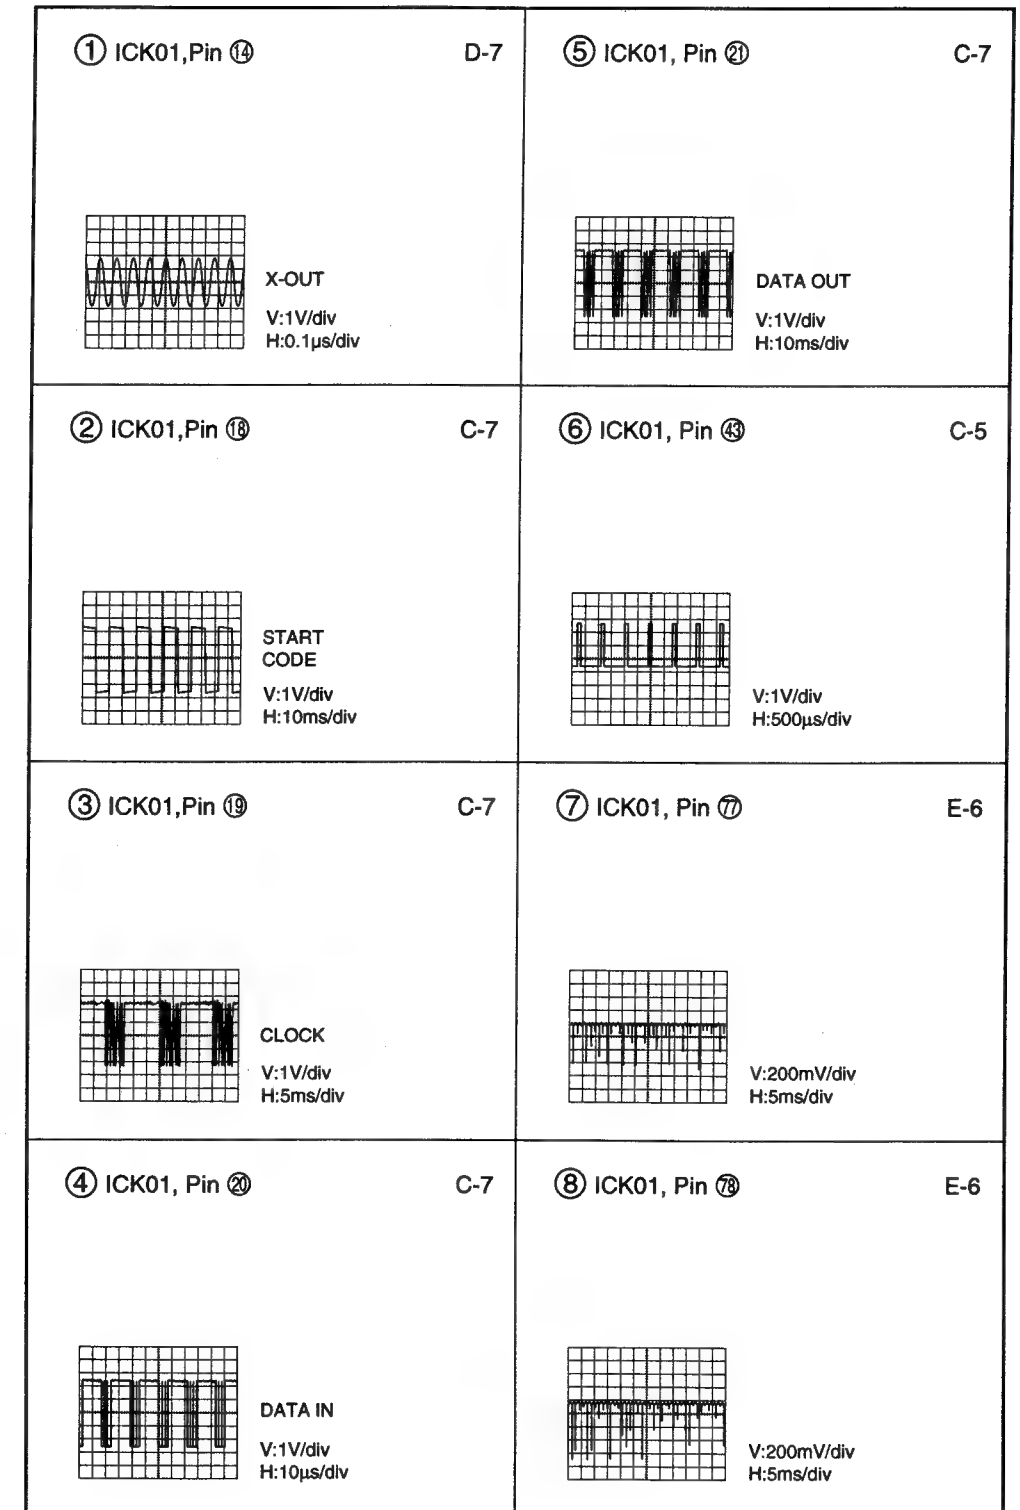 ① ICK01,Pin ⑭ D-7
X-OUT
V:1V/div
H:0.1μs/div
② ICK01,Pin ⑱ C-7
START
CODE
V:1V/div
H:10ms/div
③ ICK01,Pin ⑲ C-7
CLOCK
V:1V/div
H:5ms/div
④ ICK01, Pin ⑳ C-7
DATA IN
V:1V/div
H:10μs/div
⑤ ICK01, Pin ㉑ C-7
DATA OUT
V:1V/div
H:10ms/div
⑥ ICK01, Pin ㊸ C-5
V:1V/div
H:500μs/div
⑦ ICK01, Pin 77 E-6
V:200mV/div
H:5ms/div
⑧ ICK01, Pin 78 E-6
V:200mV/div
H:5ms/div